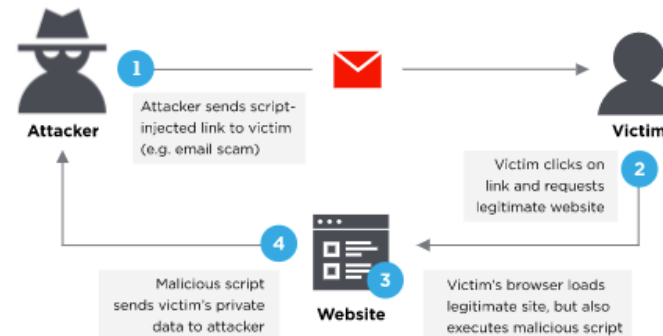 1
Attacker sends script-
injected link to victim
(e.g. email scam)
Attacker
Victim
2
Victim clicks on
link and requests
legitimate website
3
Website
Victim's browser loads
legitimate site, but also
executes malicious script
4
Malicious script
sends victim's private
data to attacker